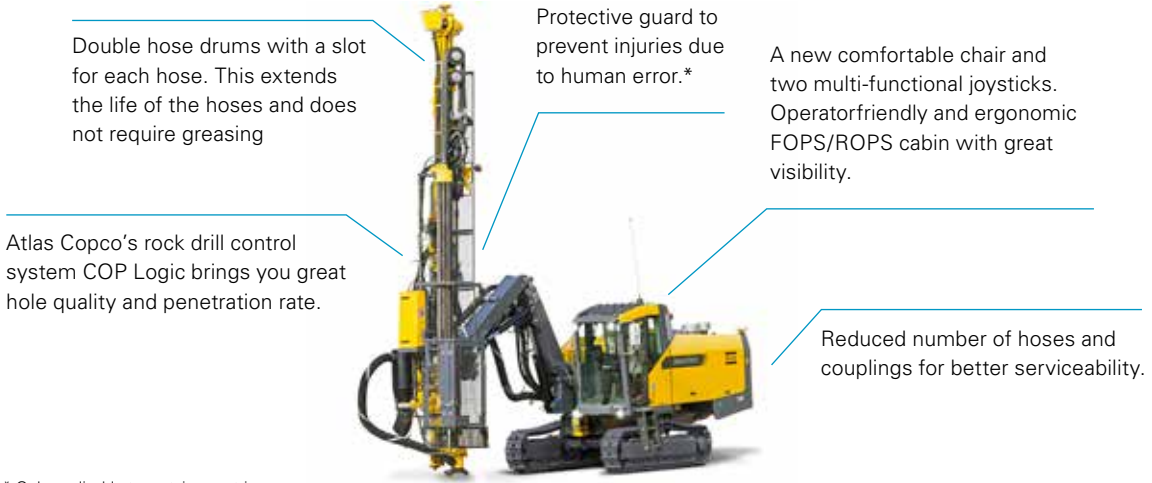 Double hose drums with a slot
for each hose. This extends
the life of the hoses and does
not require greasing
Protective guard to
prevent injuries due
to human error.*
A new comfortable chair and
two multi-functional joysticks.
Operatorfriendly and ergonomic
FOPS/ROPS cabin with great
visibility.
Atlas Copco’s rock drill control
system COP Logic brings you great
hole quality and penetration rate.
Reduced number of hoses and
couplings for better serviceability.